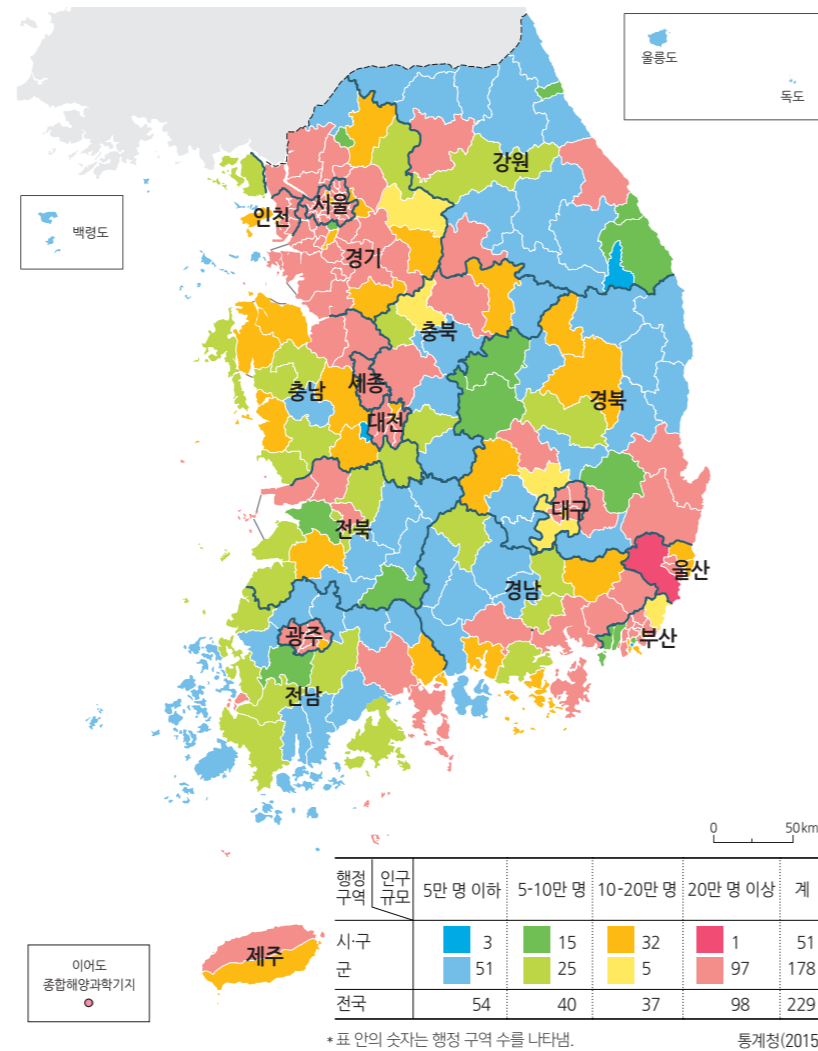 울릉도
독도
백령도
강원
서울
인천
경기
충북
충남
세종
대전
경북
대구
전북
경남
울산
부산
광주
전남
제주
이어도
종합해양과학기지
0 50km
행정 구역 인구 규모 5만 명 이하 5-10만 명 10-20만 명 20만 명 이상 계
시·구 3 15 32 1 51
군 51 25 5 97 178
전국 54 40 37 98 229
* 표 안의 숫자는 행정 구역 수를 나타냄. 통계청(2015